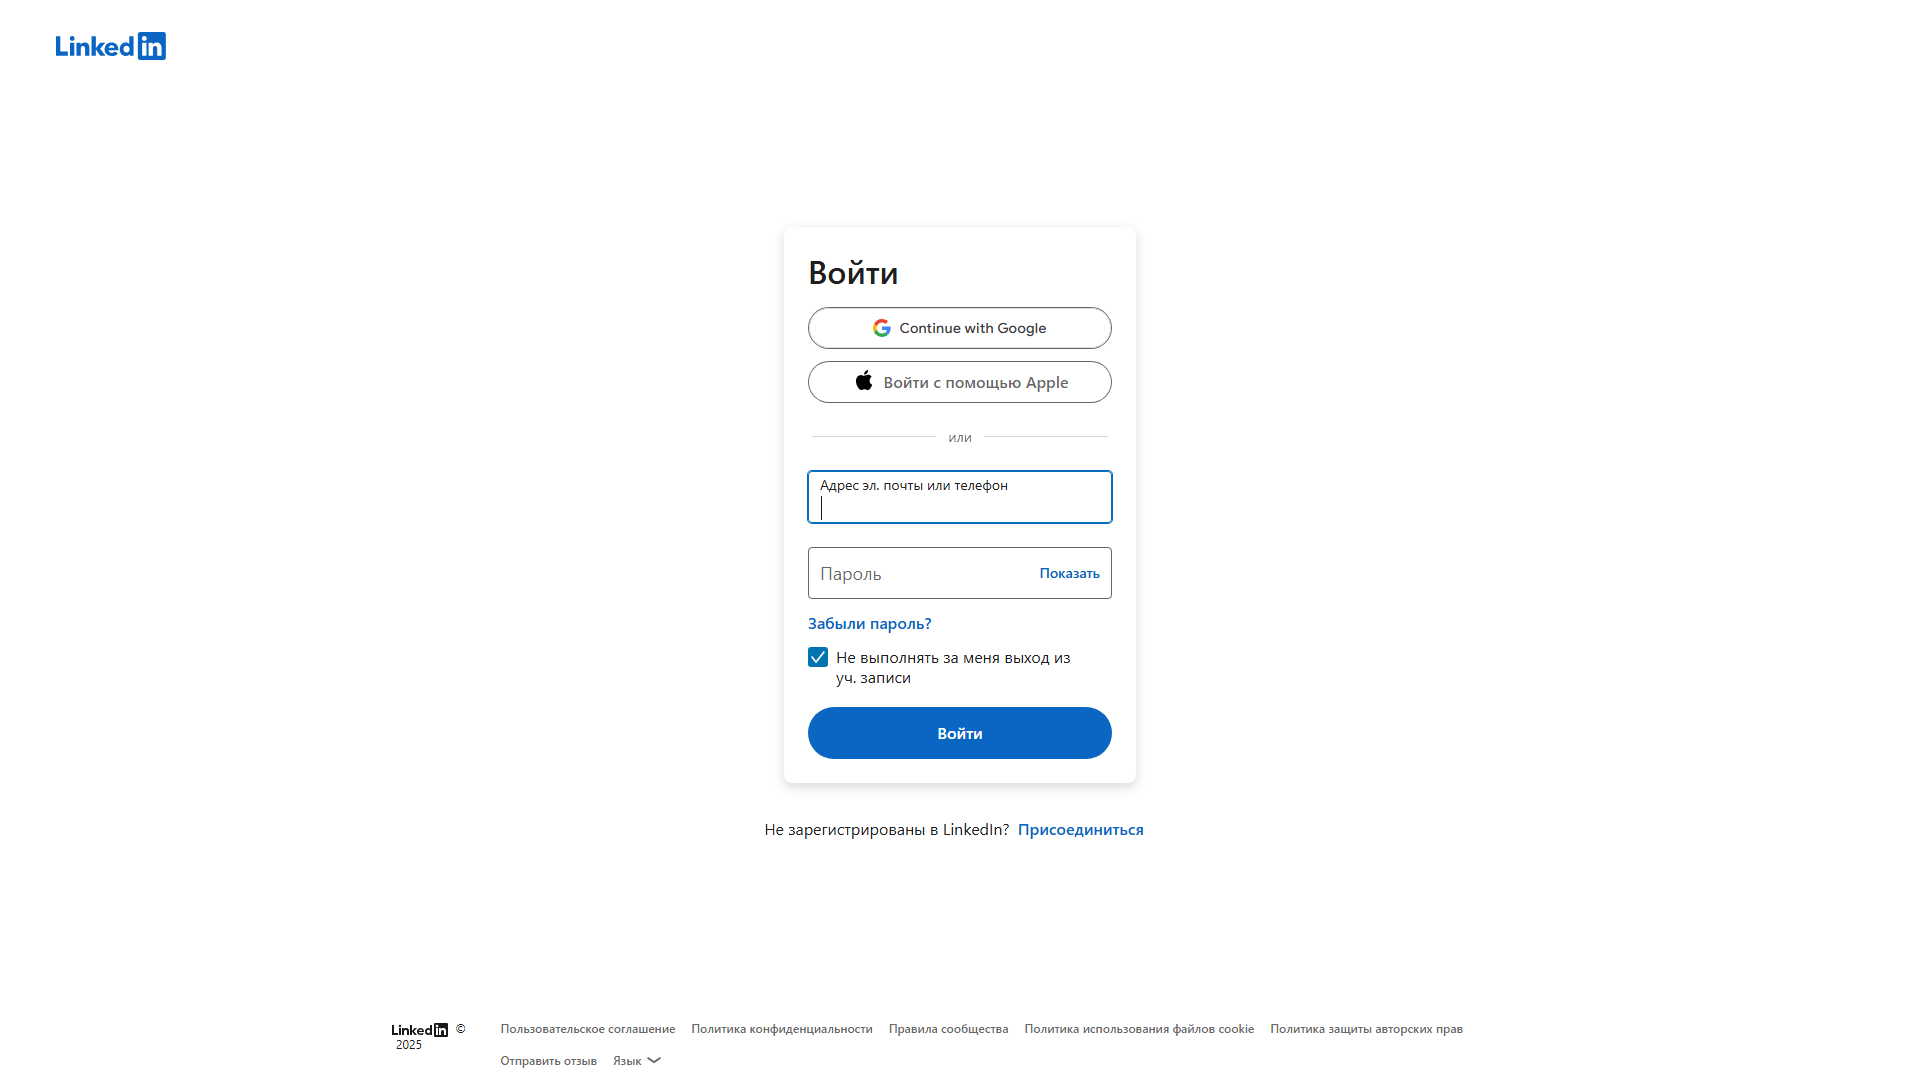 Linkedin
Войти
Continue with Google
Войти с помощью Apple
или
Адрес эл. почты или телефон
Пароль
Показать
Забыли пароль?
Не выполнять за меня выход из
уч. записи
Войти
Не зарегистрированы в LinkedIn? Присоединиться
Linkedin ©
2025
Пользовательское соглашение Политика конфиденциальности Правила сообщества Политика использования файлов cookie Политика защиты авторских прав
Отправить отзыв Язык